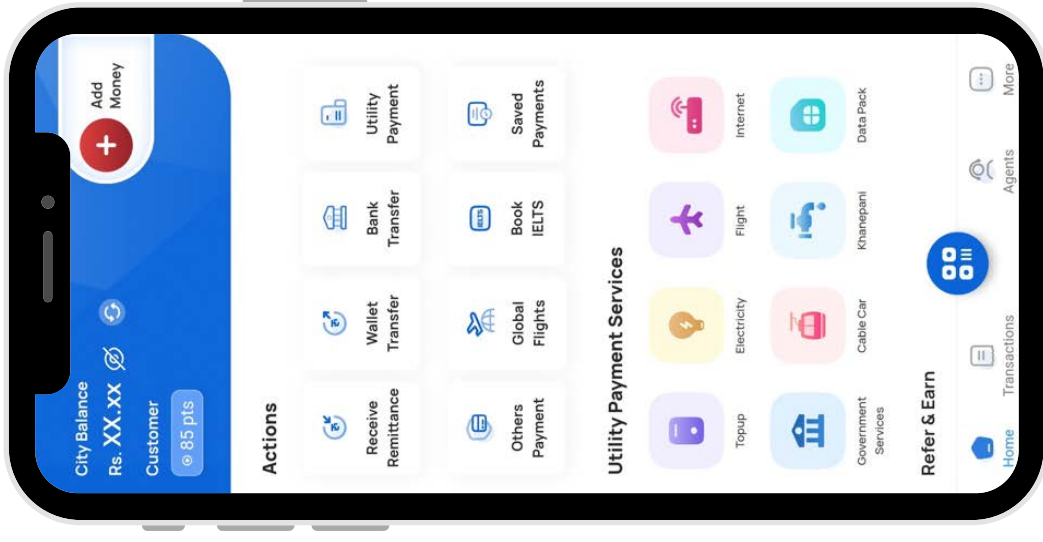 City Balance
Rs. XX.xx
Customer
85 pts
Add
Money
Actions
Receive
Remittance
Wallet
Transfer
Bank
Transfer
Utility
Payment
Others
Payment
Global
Flights
IELTS
Book
IELTS
Saved
Payments
Utility Payment Services
Topup
Electricity
Flight
Internet
Government
Services
Cable Car
Khanepani
Data Pack
Refer & Earn
Home
Transactions
Agents
More